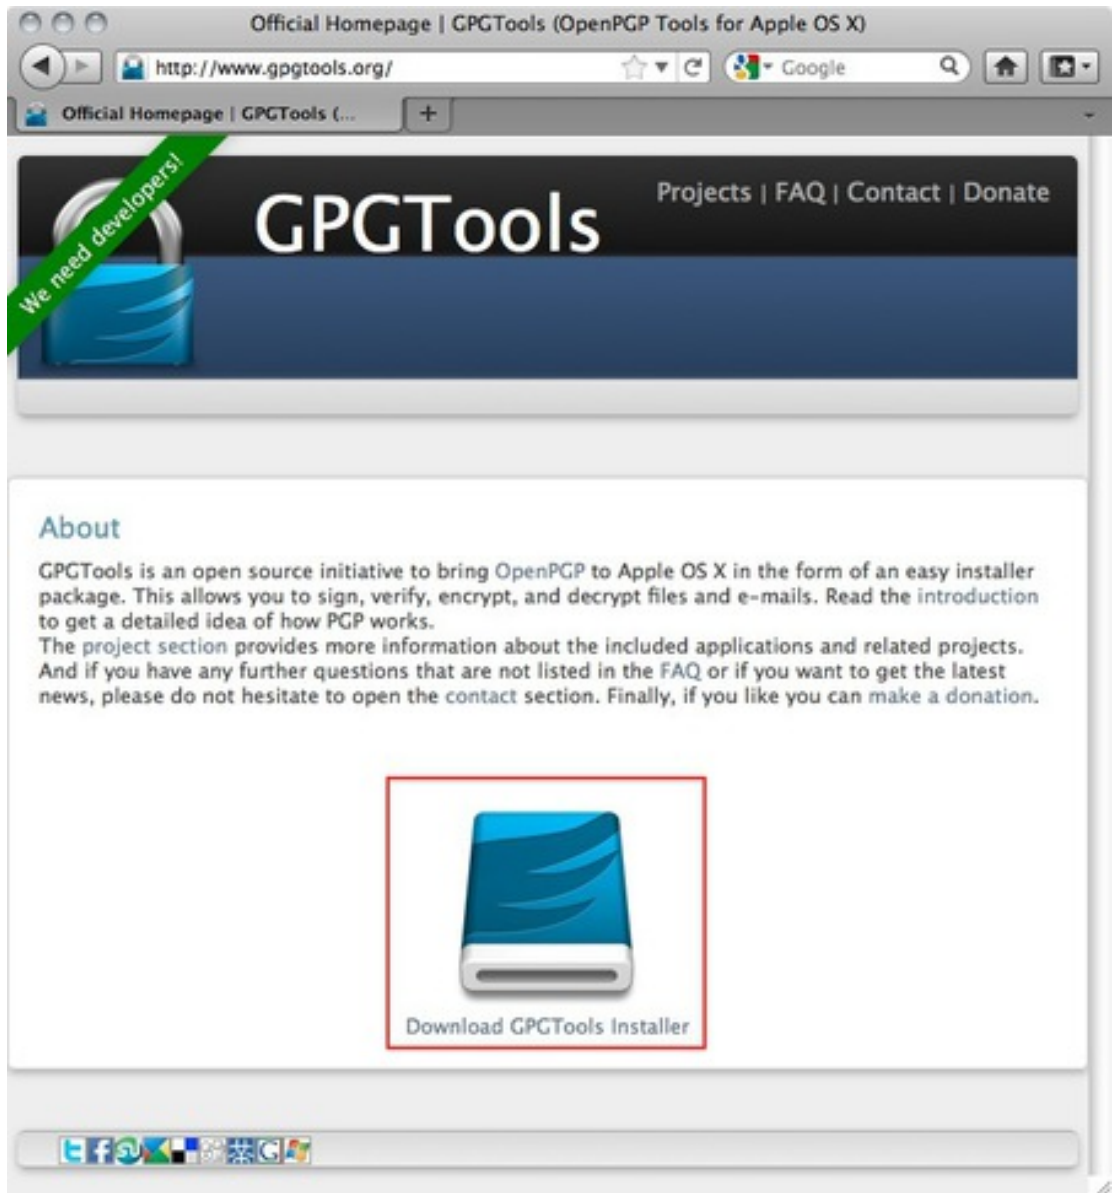 Official Homepage | GPGTools (OpenPGP Tools for Apple OS X)
http://www.gpgtools.org/
Google
Official Homepage | GPGTools (...
We need developers!
GPGTools
Projects | FAQ | Contact | Donate
About
GPGTools is an open source initiative to bring OpenPGP to Apple OS X in the form of an easy installer
package. This allows you to sign, verify, encrypt, and decrypt files and e-mails. Read the introduction
to get a detailed idea of how PGP works.
The project section provides more information about the included applications and related projects.
And if you have any further questions that are not listed in the FAQ or if you want to get the latest
news, please do not hesitate to open the contact section. Finally, if you like you can make a donation.
Download GPGTools Installer